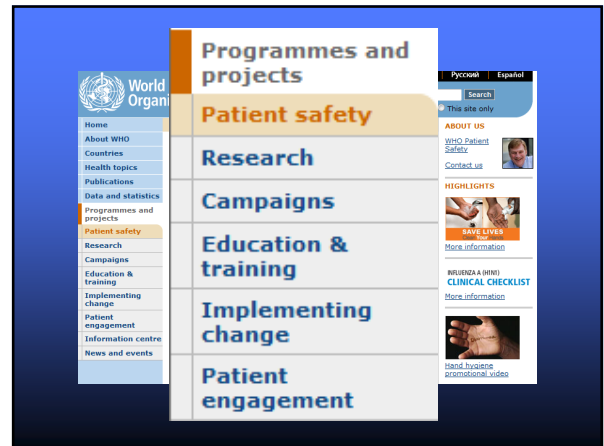 World
Organi
Home
About WHO
Countries
Health topics
Publications
Data and statistics
Programmes and
projects
Patient safety
Research
Campaigns
Education &
training
Implementing
change
Patient
engagement
Information centre
News and events
Programmes and
projects
Patient safety
Research
Campaigns
Education &
training
Implementing
change
Patient
engagement
Русский Español
Search
This site only
ABOUT US
WHO Patient
Safety
Contact us
HIGHLIGHTS
SAVE LIVES
Clean Your Hands
More information
INFLUENZA A (H1N1)
CLINICAL CHECKLIST
More information
Hand hygiene
promotional video